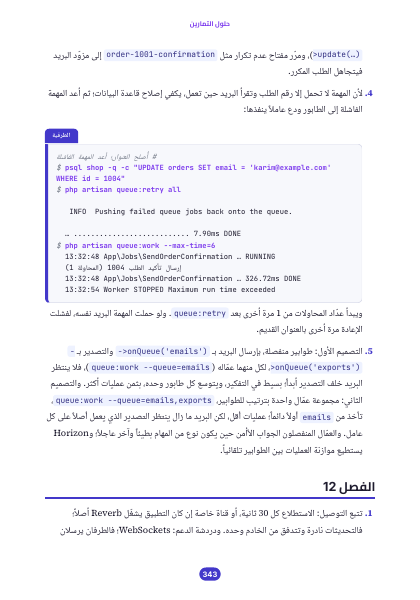 حلول التمارين
update(…)>)، ومرّر مفتاح عدم تكرار مثل order-1001-confirmation إلى مزوّد البريد
فيتجاهل الطلب المكرر.
4. لأن المهمة لا تحمل إلا رقم الطلب وتقرأ البريد حين تعمل، يكفي إصلاح قاعدة البيانات؛ ثم أعد المهمة
الفاشلة إلى الطابور ودع عاملاً ينفذها:
الطرفية
# أصلح العنوان، أعد المهمة الفاشلة
$ psql shop -q -c "UPDATE orders SET email = 'karim@example.com'
WHERE id = 1004"
$ php artisan queue:retry all
INFO  Pushing failed queue jobs back onto the queue.
… ........................... 7.90ms DONE
$ php artisan queue:work --max-time=6
13:32:48 App\Jobs\SendOrderConfirmation … RUNNING
إرسال تأكيد الطلب 1004 (المحاولة 1)
13:32:48 App\Jobs\SendOrderConfirmation … 326.72ms DONE
13:32:54 Worker STOPPED Maximum run time exceeded
ويبدأ عدّاد المحاولات من 1 مرة أخرى بعد queue:retry. ولو حملت المهمة البريد نفسه، لفشلت
الإعادة مرة أخرى بالعنوان القديم.
5. التصميم الأول: طوابير منفصلة، بإرسال البريد بـ ->onQueue('emails') والتصدير بـ -
>onQueue('exports')، لكل منهما عمّاله (queue:work --queue=emails)، فلا ينتظر
البريد خلف التصدير أبداً؛ بسيط في التفكير، ويتوسع كل طابور وحده، بثمن عمليات أكثر. والتصميم
الثاني: مجموعة عمّال واحدة بترتيب للطوابير، queue:work --queue=emails,exports،
تأخذ من emails أولاً دائماً؛ عمليات أقل، لكن البريد ما زال ينتظر التصدير الذي يعمل أصلاً على كل
عامل. والعمّال المنفصلون الجواب الأأمن حين يكون نوع من المهام بطيئاً وآخر عاجلاً؛ وHorizon
يستطيع موازنة العمليات بين الطوابير تلقائياً.
الفصل 12
1. تتبع التوصيل: الاستطلاع كل 30 ثانية، أو قناة خاصة إن كان التطبيق يشغّل Reverb أصلاً؛
فالتحديثات نادرة وتتدفق من الخادم وحده. ودردشة الدعم: WebSockets؛ فالطرفان يرسلان
343